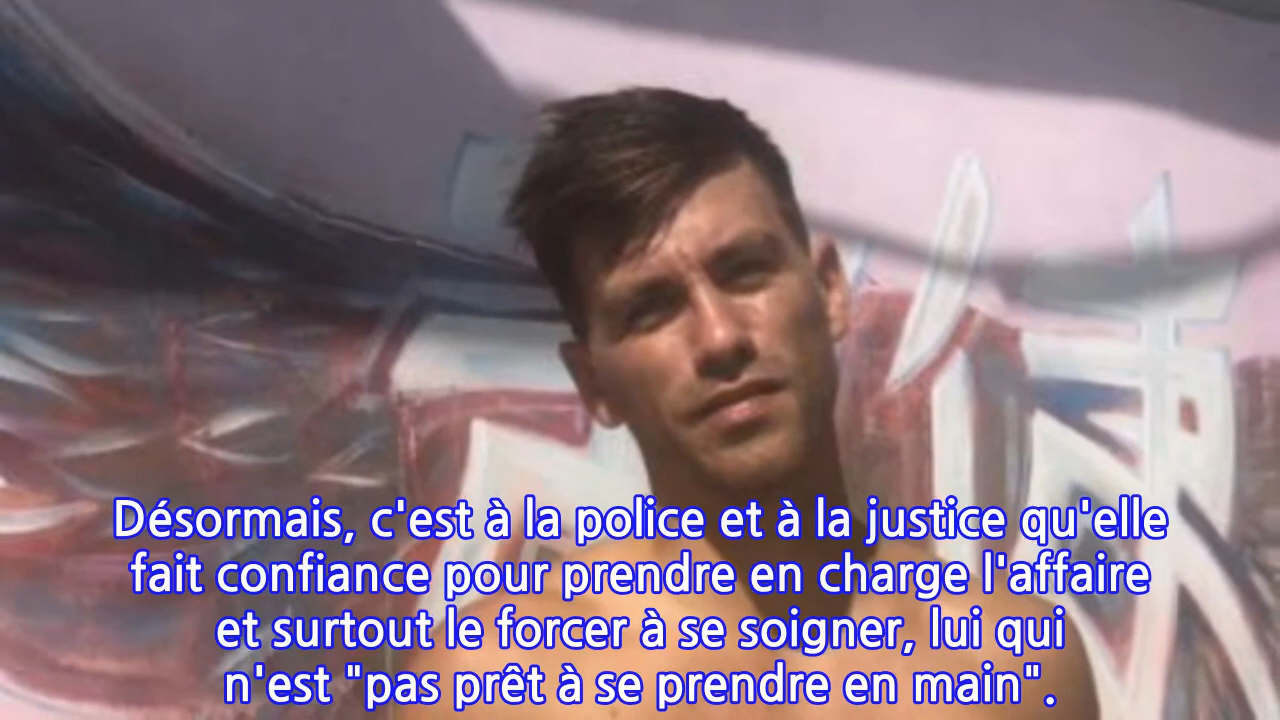 Désormais, c'est à la police et à la justice qu'elle
fait confiance pour prendre en charge l'affaire
et surtout le forcer à se soigner, lui qui
n'est "pas prêt à se prendre en main".